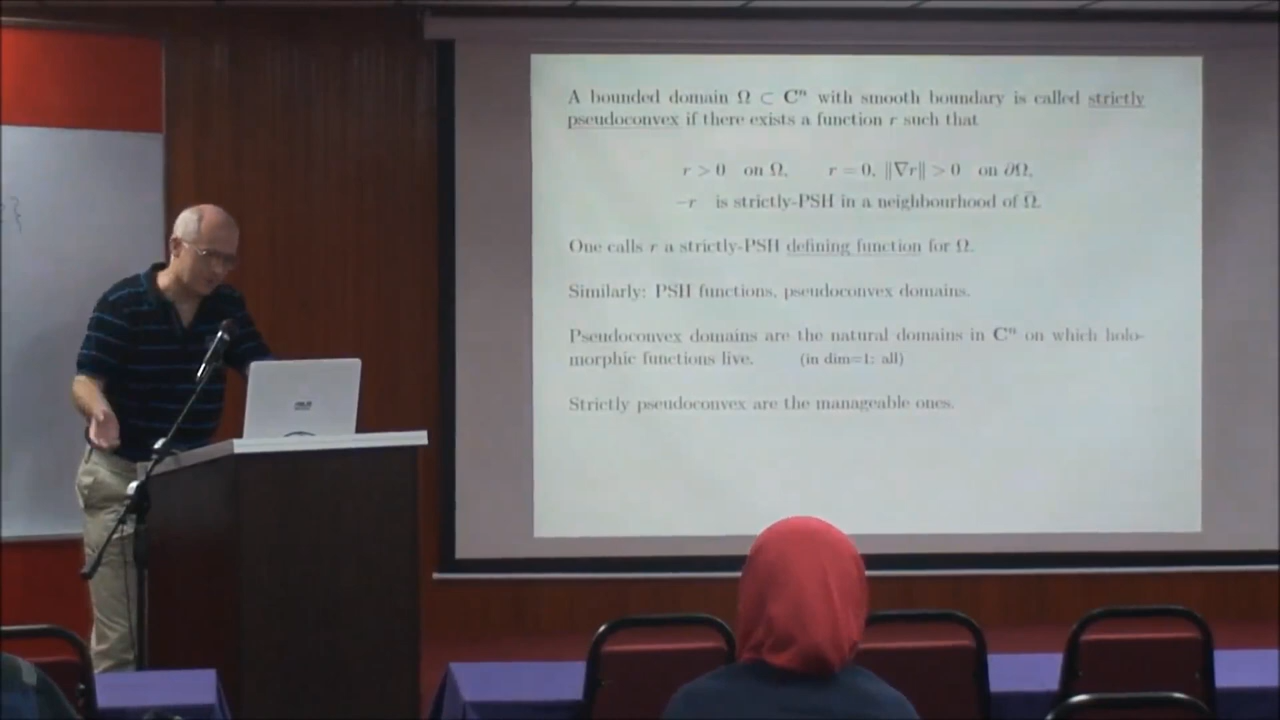 A bounded domain Ω ⊂ Cⁿ with smooth boundary is called strictly
pseudoconvex if there exists a function r such that
r > 0 on Ω, r = 0, ‖∇r‖ > 0 on ∂Ω,
−r is strictly-PSH in a neighbourhood of Ω̅.
One calls r a strictly-PSH defining function for Ω.
Similarly: PSH functions, pseudoconvex domains.
Pseudoconvex domains are the natural domains in Cⁿ on which holo-
morphic functions live. (in dim=1: all)
Strictly pseudoconvex are the manageable ones.
ASUS